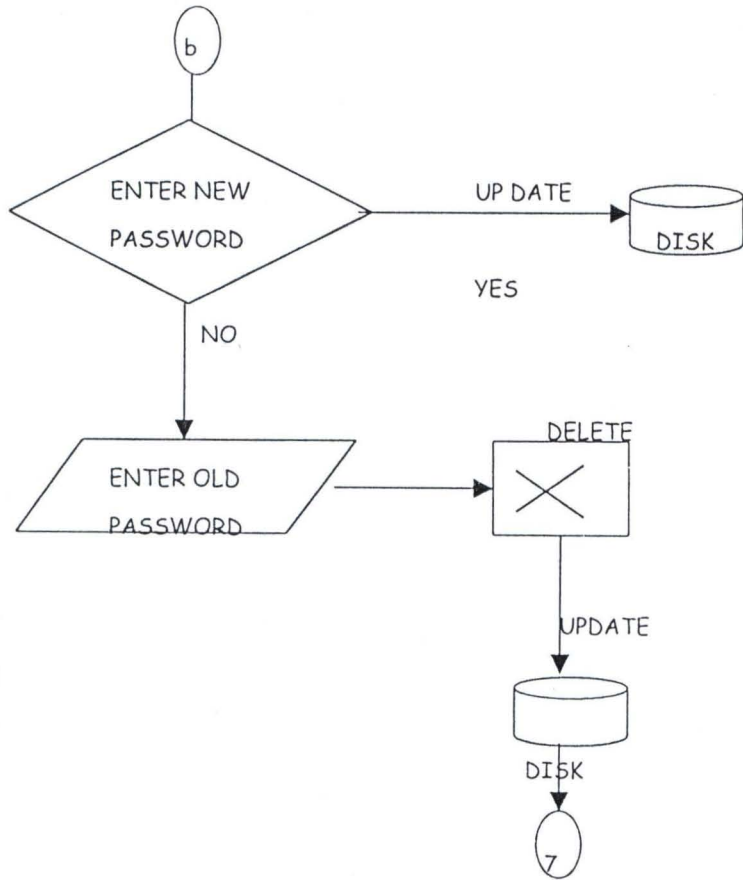 b
ENTER NEW
PASSWORD
UP DATE
DISK
YES
NO
ENTER OLD
PASSWORD
DELETE
UPDATE
DISK
7